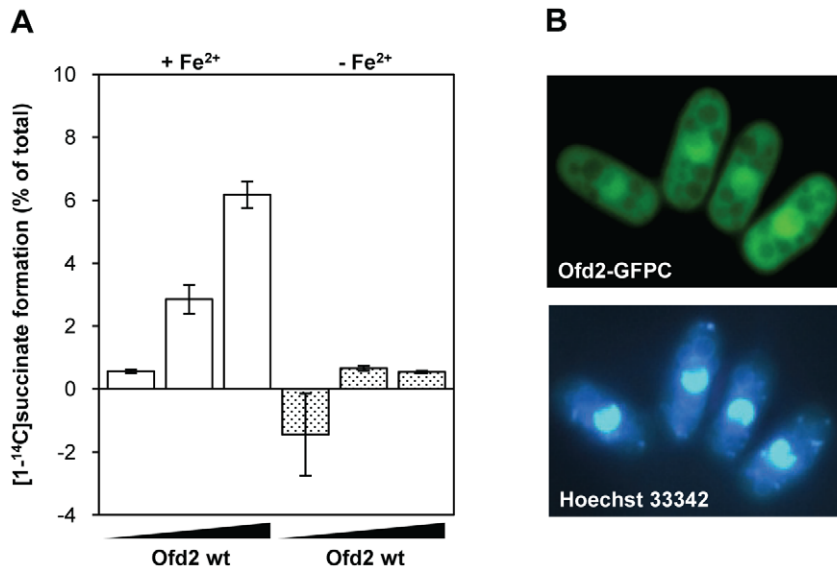 A
B
+ Fe²⁺ - Fe²⁺
[1-¹⁴C]succinate formation (% of total)
10
8
6
4
2
0
-2
-4
Ofd2 wt Ofd2 wt
Ofd2-GFPC
Hoechst 33342